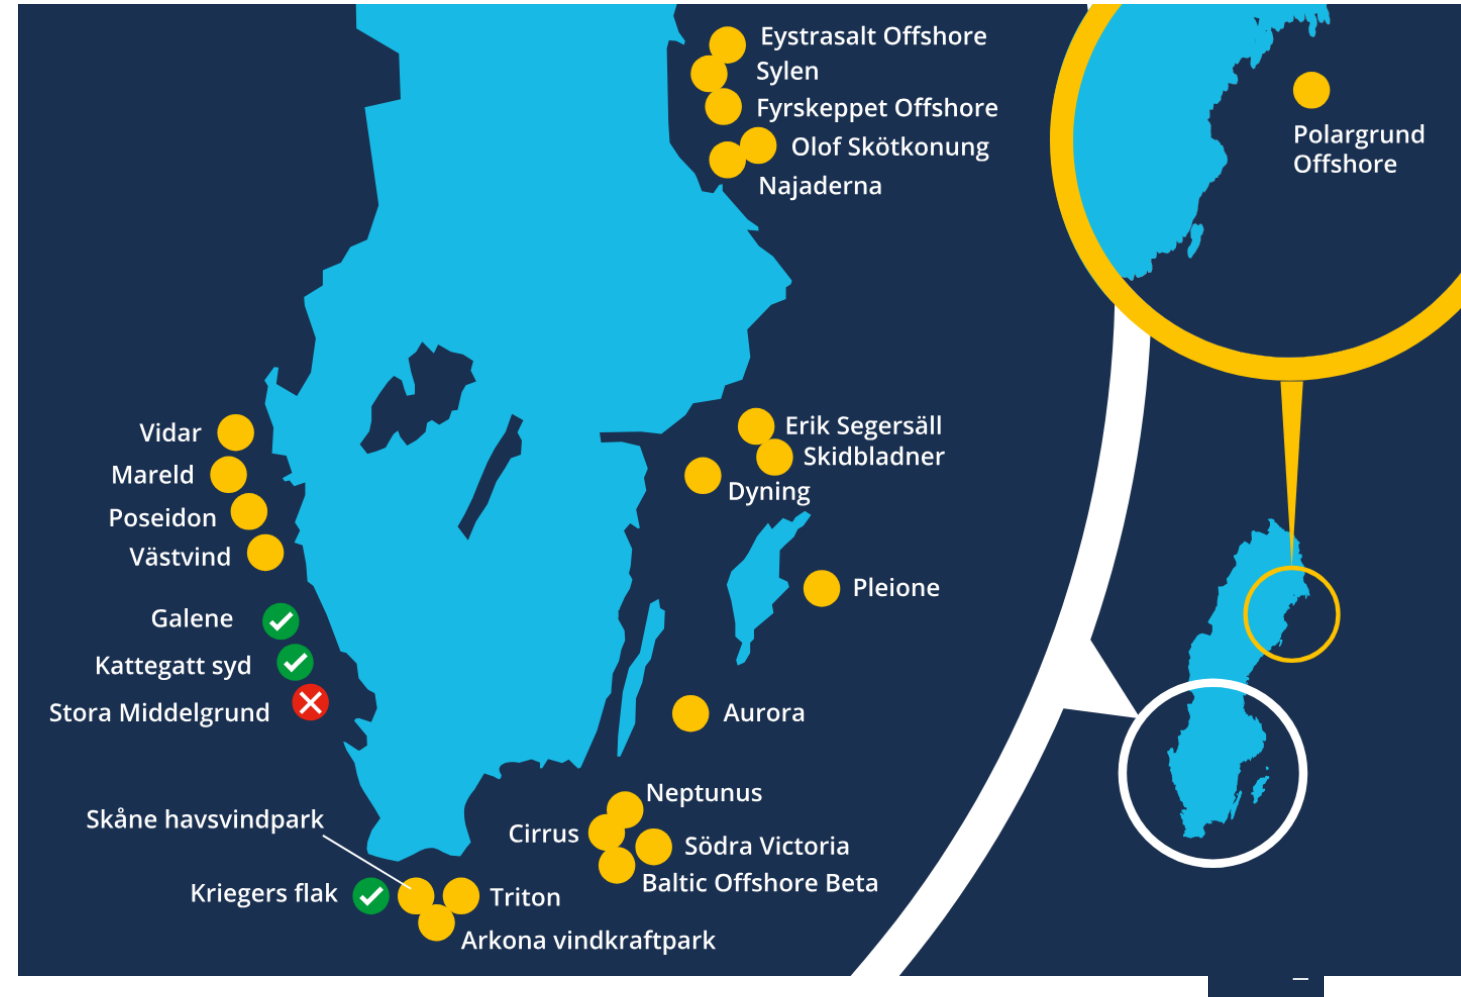 Eystrasalt Offshore
Sylen
Fyrskeppet Offshore
Olof Skötkonung
Najaderna
Polargrund
Offshore
Vidar
Mareld
Poseidon
Västvind
Galene
Kattegatt syd
Stora Middelgrund
Erik Segersäll
Skidbladner
Dyning
Pleione
Aurora
Neptunus
Cirrus
Södra Victoria
Baltic Offshore Beta
Skåne havsvindpark
Kriegers flak
Triton
Arkona vindkraftpark